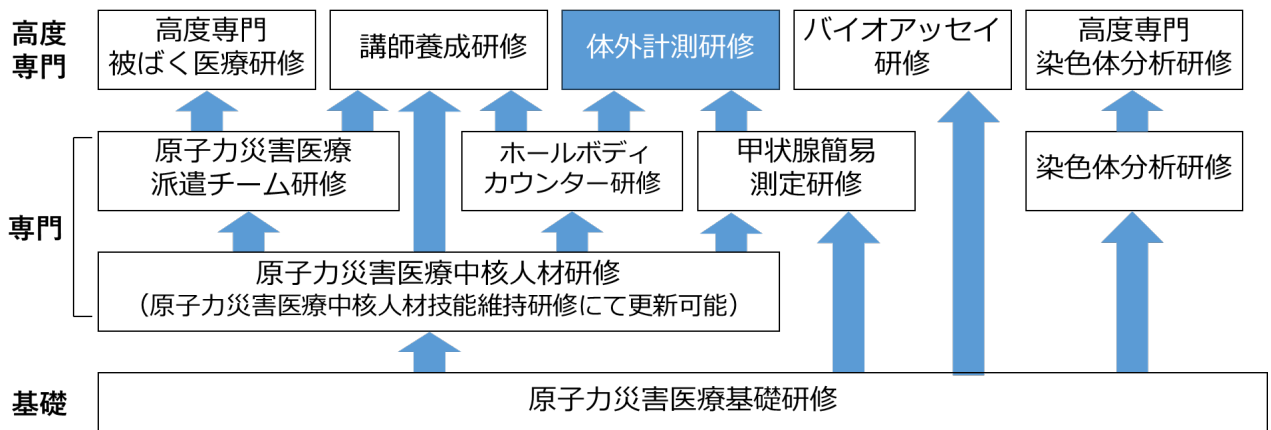 高度
専門
高度専門
被ばく医療研修
講師養成研修
体外計測研修
バイオアッセイ
研修
高度専門
染色体分析研修
専門
原子力災害医療
派遣チーム研修
ホールボディ
カウンター研修
甲状腺簡易
測定研修
染色体分析研修
原子力災害医療中核人材研修
（原子力災害医療中核人材技能維持研修にて更新可能）
基礎
原子力災害医療基礎研修